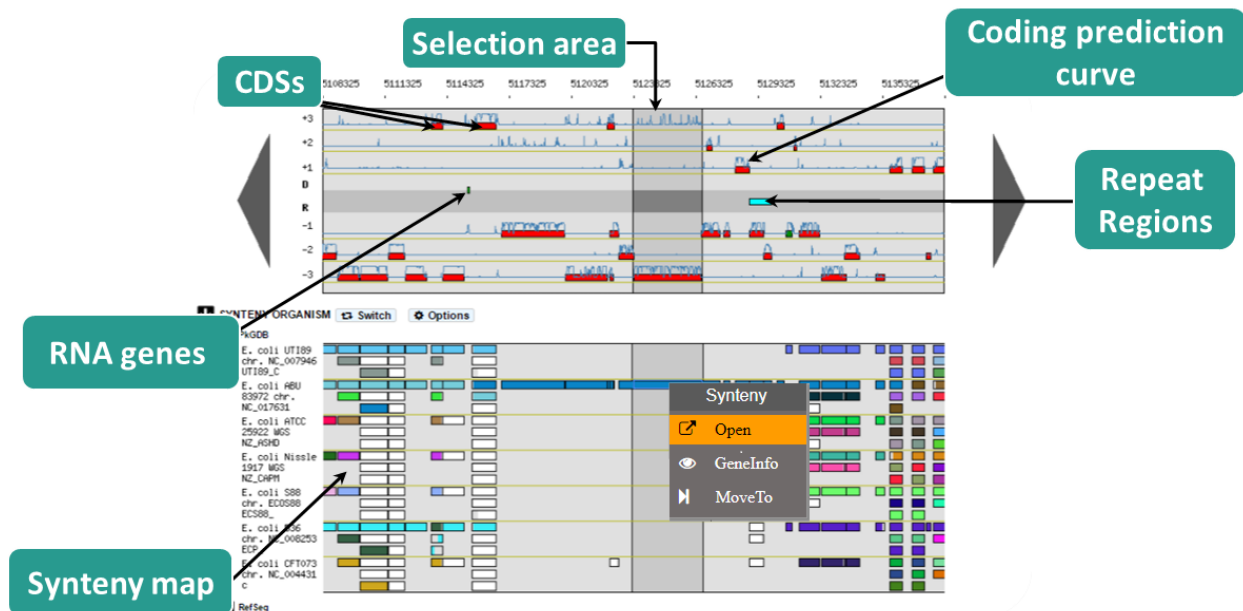 Selection area
Coding prediction
curve
CDSs
5108325 5111325 5114325 5117325 5120325 5123325 5126325 5129325 5132325 5135325
+3
+2
+1
D
R
-1
-2
-3
Repeat
Regions
RNA genes
SYNTENY ORGANISM Switch Options
PkGDB
E. coli UTI89
chr. NC_007946
UTI89_C
E. coli ABU
83972 chr.
NC_017631
E. coli ATCC
25922 WGS
NZ_ASHD
E. coli Nissle
1917 WGS
NZ_CAPM
E. coli S88
chr. ECOS88
ECS88_
E. coli 536
chr. NC_008253
ECP
E. coli CFT073
chr. NC_004431
c
RefSeq
Synteny
Open
GeneInfo
MoveTo
Synteny map